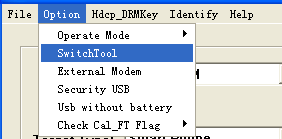 File Option Hdcp_DRMKey Identify Help
Operate Mode
SwitchTool
External Modem
Security USB
Usb without battery
Check Cal_FT Flag